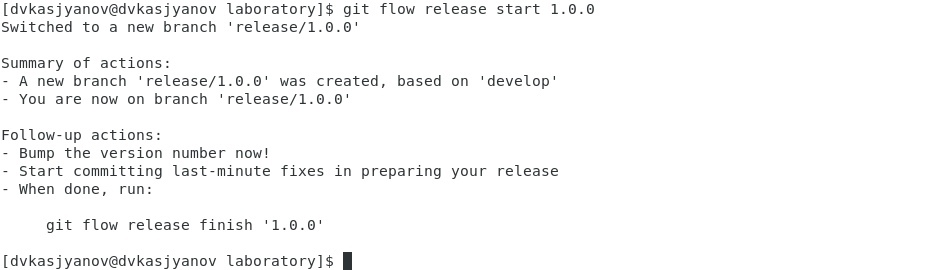 [dvkasjyanov@dvkasjyanov laboratory]$ git flow release start 1.0.0
Switched to a new branch 'release/1.0.0'
Summary of actions:
- A new branch 'release/1.0.0' was created, based on 'develop'
- You are now on branch 'release/1.0.0'
Follow-up actions:
- Bump the version number now!
- Start committing last-minute fixes in preparing your release
- When done, run:
git flow release finish '1.0.0'
[dvkasjyanov@dvkasjyanov laboratory]$